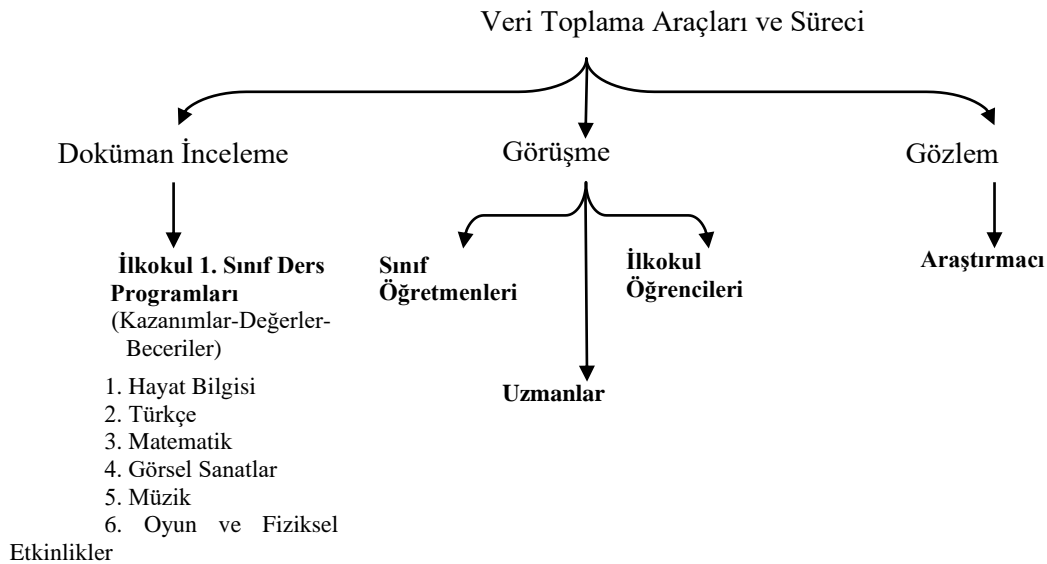 Veri Toplama Araçları ve Süreci
Doküman İnceleme
Görüşme
Gözlem
İlkokul 1. Sınıf Ders
Programları
(Kazanımlar-Değerler-
Beceriler)
1. Hayat Bilgisi
2. Türkçe
3. Matematik
4. Görsel Sanatlar
5. Müzik
6. Oyun ve Fiziksel
Etkinlikler
Sınıf
Öğretmenleri
Uzmanlar
İlkokul
Öğrencileri
Araştırmacı